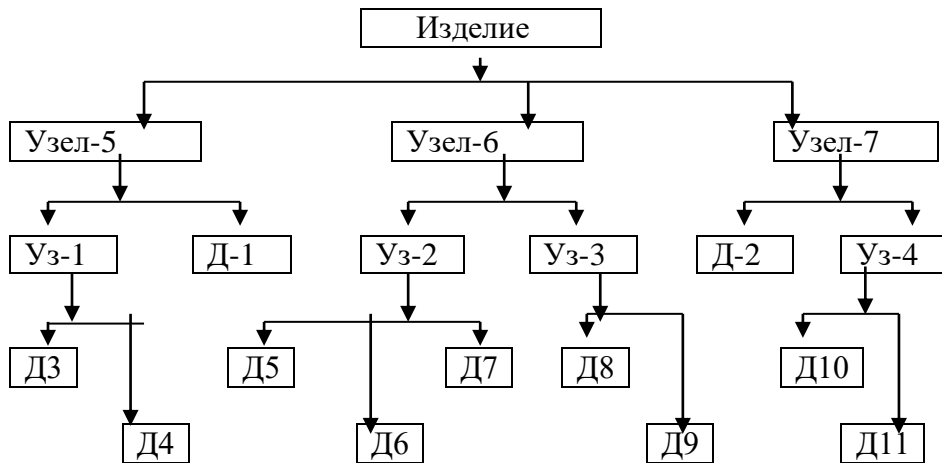 Изделие
Узел-5 Узел-6 Узел-7
Уз-1 Д-1 Уз-2 Уз-3 Д-2 Уз-4
Д3 Д5 Д7 Д8 Д10
Д4 Д6 Д9 Д11